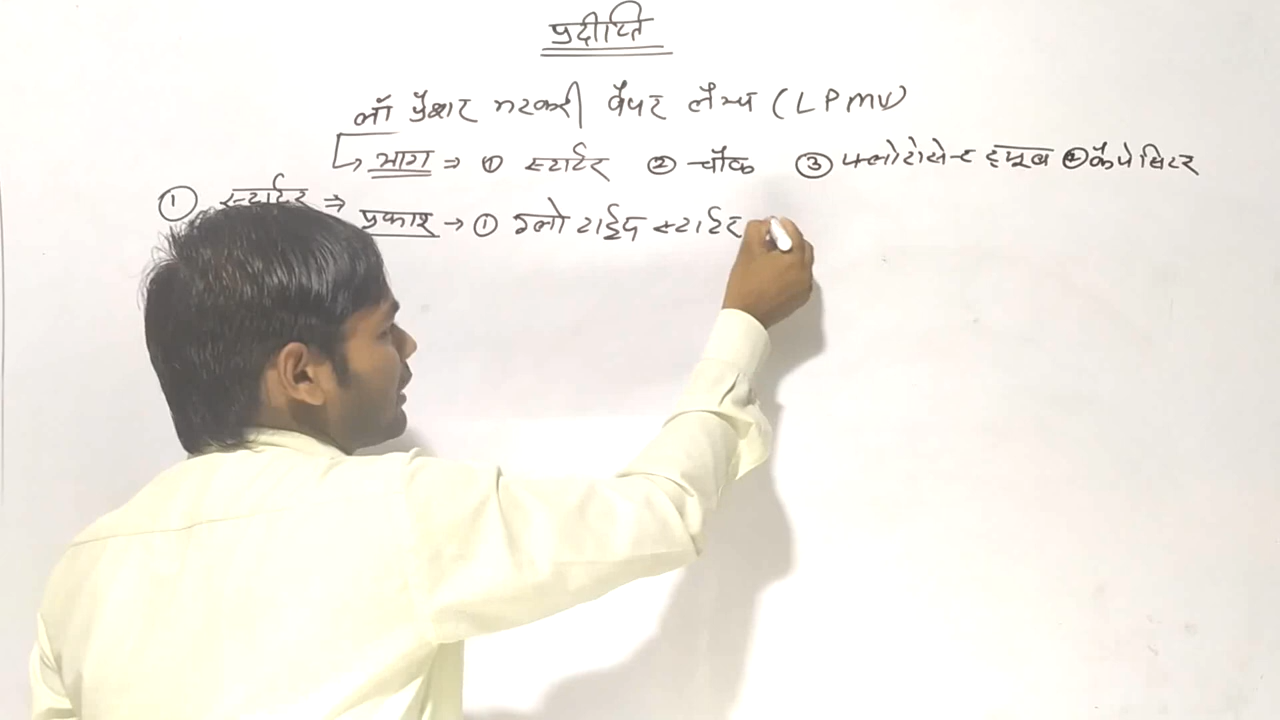 प्रदीप्ति
लॉ प्रेशर मरकरी वेपर लैम्प (LPMV)
भाग ⇒ ① स्टार्टर ② चॉक ③ फ्लोरोसेन्ट ट्यूब ④ कैपेसिटर
① स्टार्टर ⇒
प्रकार → ① ग्लो टाईप स्टार्टर